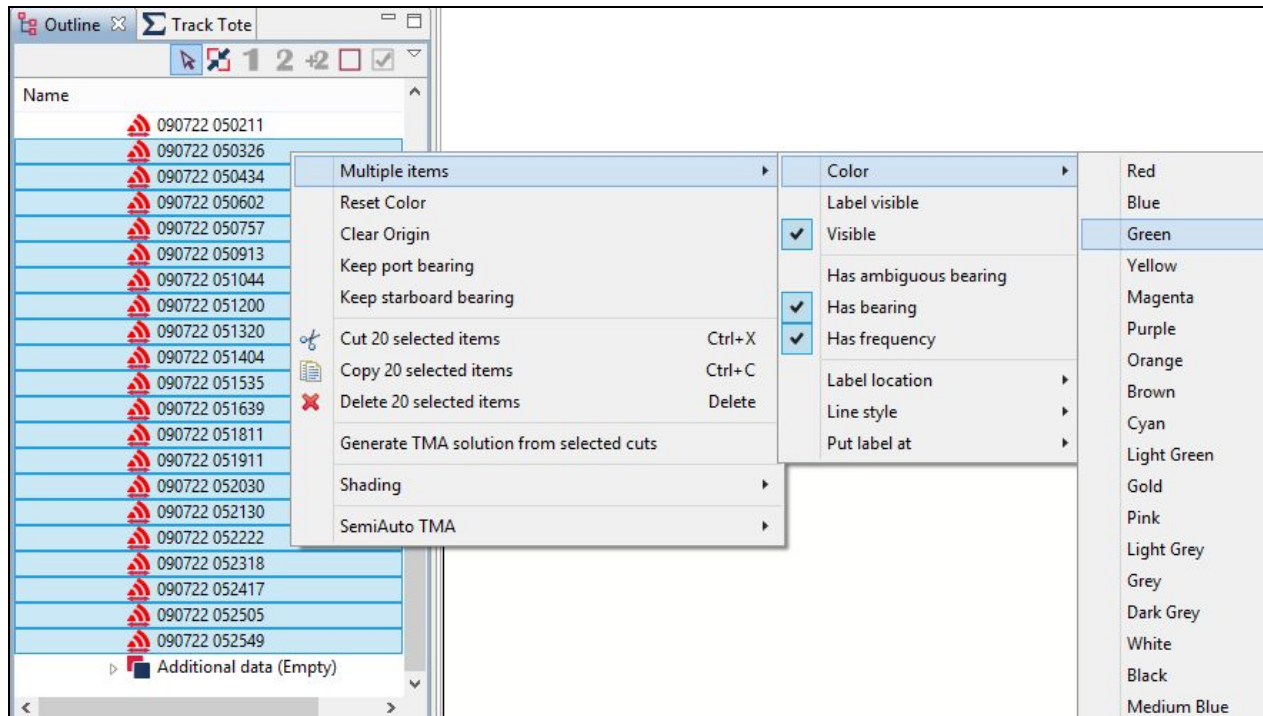 Outline Track Tote
1 2 +2
Name
090722 050211
090722 050326
090722 050434
090722 050602
090722 050757
090722 050913
090722 051044
090722 051200
090722 051320
090722 051404
090722 051535
090722 051639
090722 051811
090722 051911
090722 052030
090722 052130
090722 052222
090722 052318
090722 052417
090722 052505
090722 052549
Additional data (Empty)
Multiple items
Reset Color
Clear Origin
Keep port bearing
Keep starboard bearing
Cut 20 selected items Ctrl+X
Copy 20 selected items Ctrl+C
Delete 20 selected items Delete
Generate TMA solution from selected cuts
Shading
SemiAuto TMA
Color
Label visible
Visible
Has ambiguous bearing
Has bearing
Has frequency
Label location
Line style
Put label at
Red
Blue
Green
Yellow
Magenta
Purple
Orange
Brown
Cyan
Light Green
Gold
Pink
Light Grey
Grey
Dark Grey
White
Black
Medium Blue